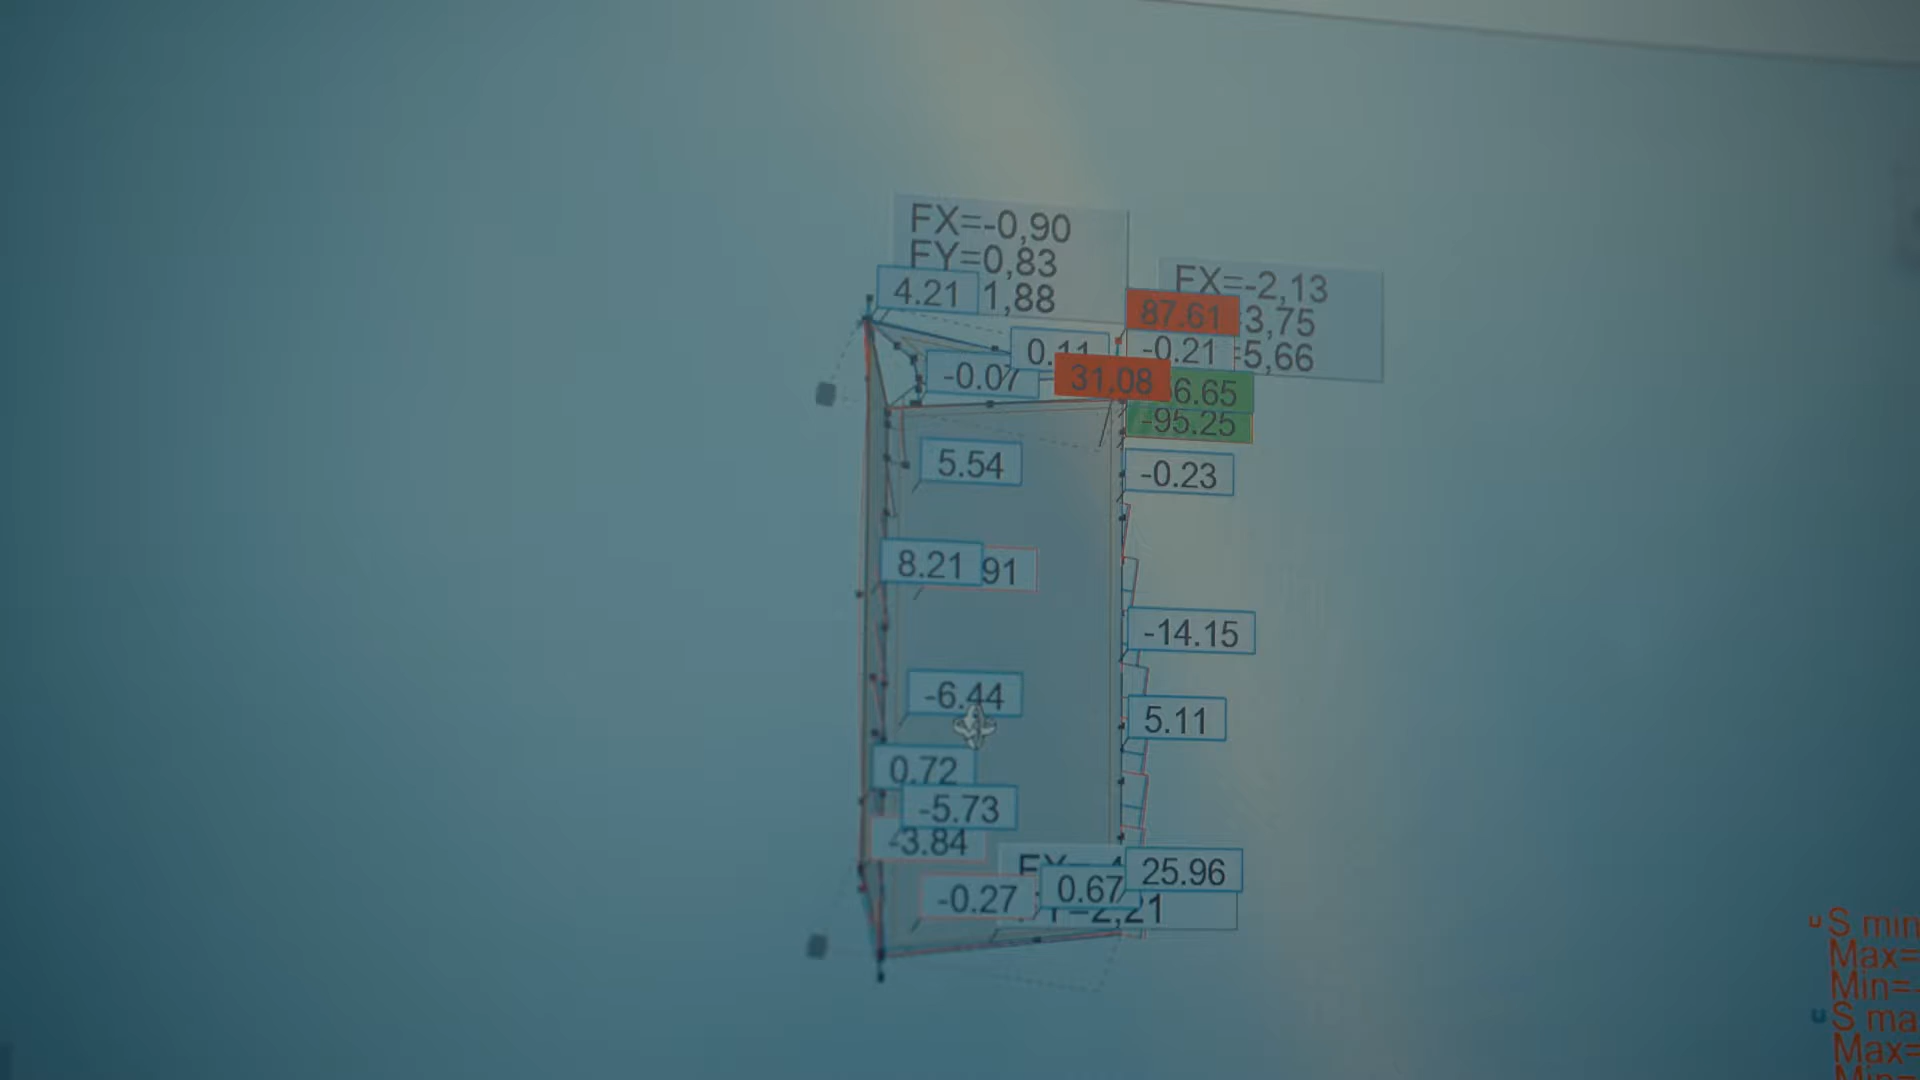 FX=-0,90
FY=0,83
4.21 1,88
FX=-2,13
87.61 3,75
0.11 -0.21 =5,66
-0.07 31.08 6.65
-95.25
5.54 -0.23
8.21 91
-14.15
-6.44
5.11
0.72
-5.73
-3.84
25.96
-0.27 0.67
=2,21
S min
Max=
Min=-
S ma
Max=
Min=